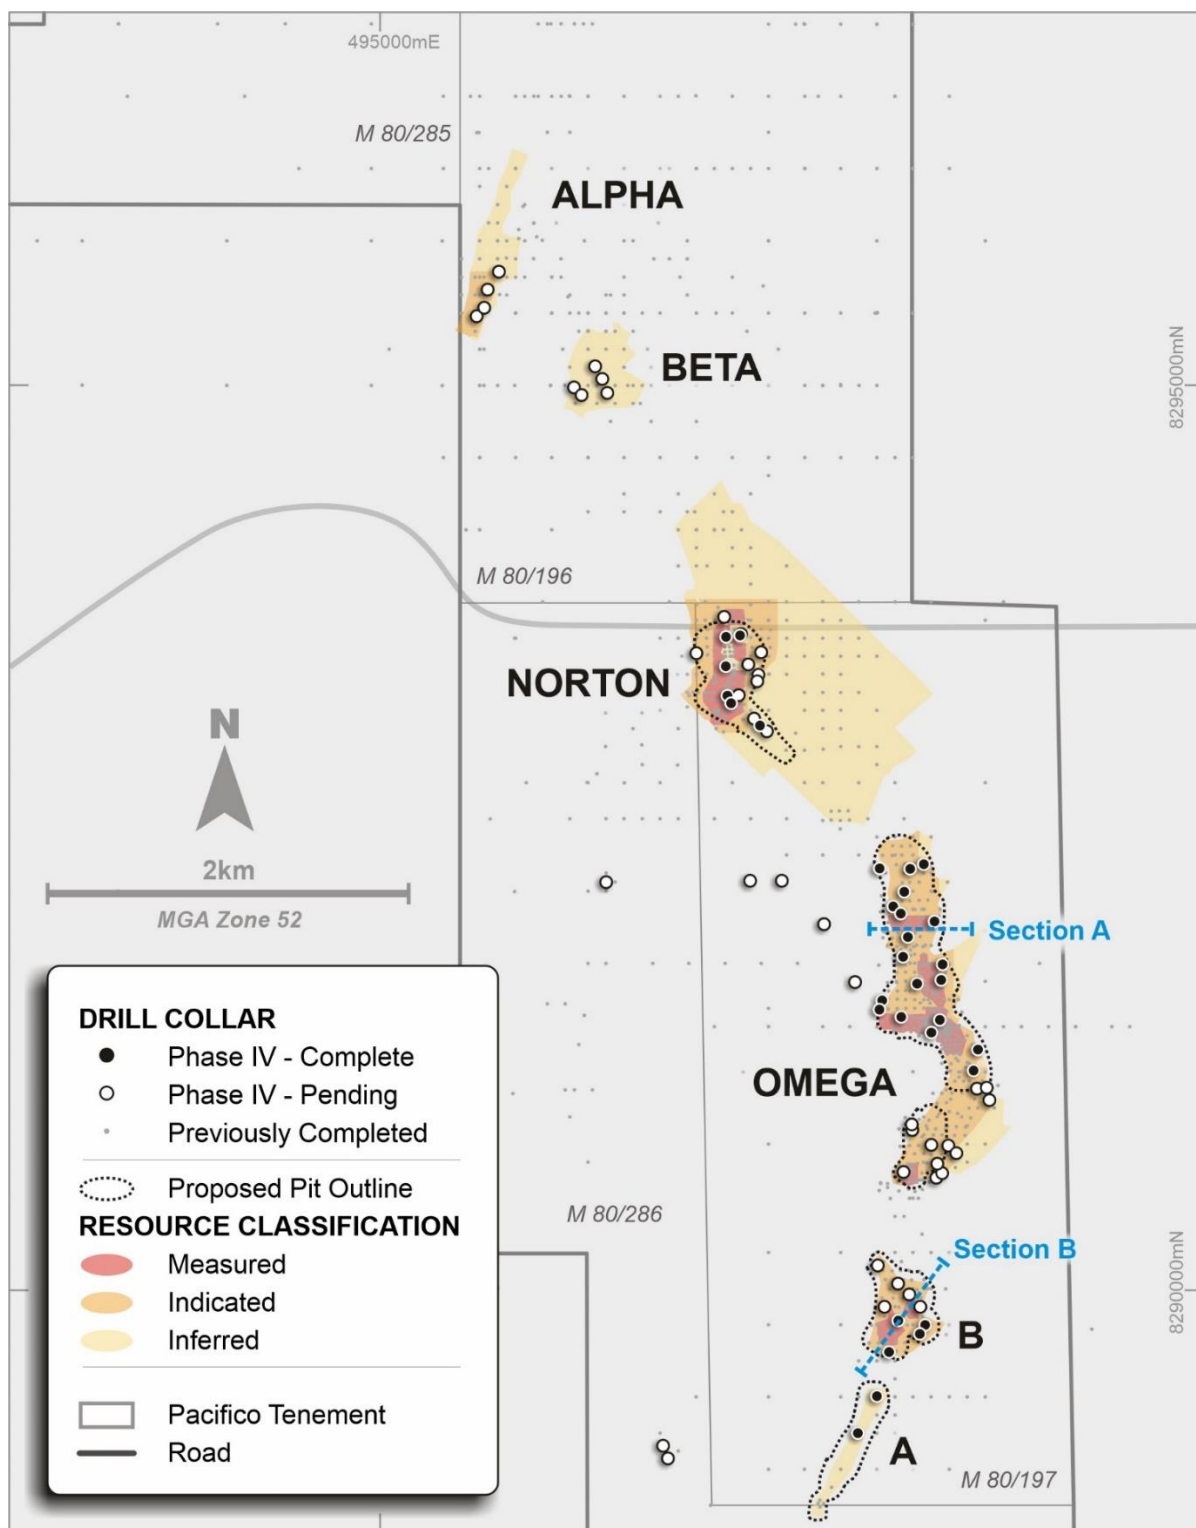 495000mE
M 80/285
ALPHA
BETA
8295000mN
M 80/196
NORTON
N
2km
MGA Zone 52
Section A
OMEGA
DRILL COLLAR
Phase IV - Complete
Phase IV - Pending
Previously Completed
Proposed Pit Outline
RESOURCE CLASSIFICATION
Measured
Indicated
Inferred
Pacifico Tenement
Road
M 80/286
Section B
8290000mN
B
A
M 80/197